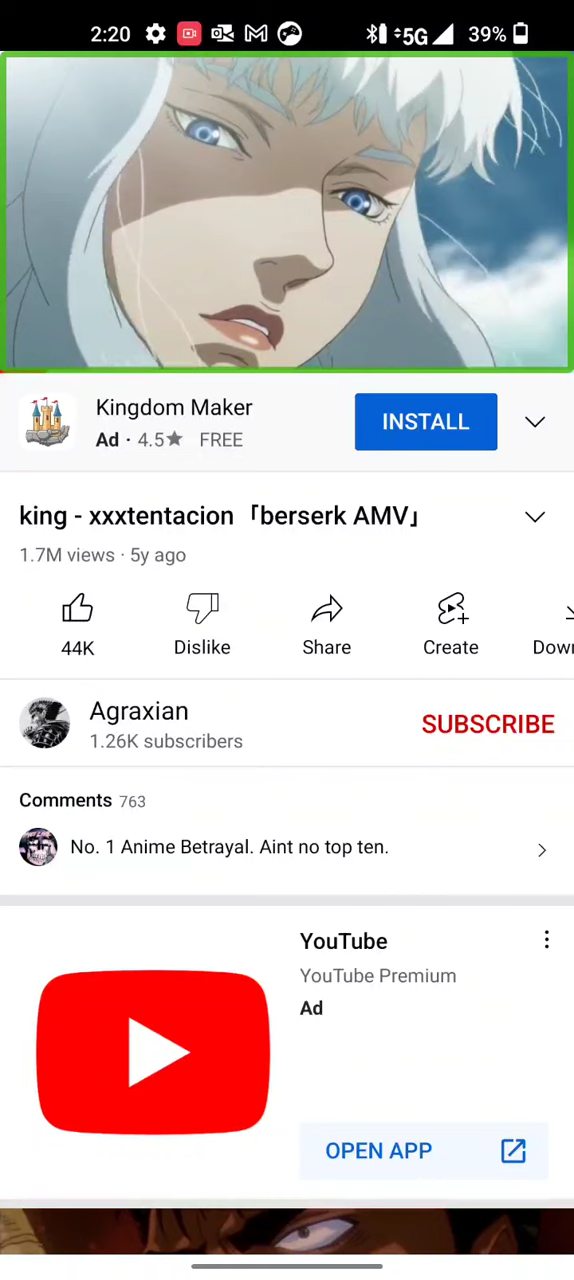 2:20 5G 39%
Kingdom Maker
Ad · 4.5★ FREE
INSTALL
king - xxxtentacion「berserk AMV」
1.7M views · 5y ago
44K Dislike Share Create Down
Agraxian
1.26K subscribers
SUBSCRIBE
Comments 763
No. 1 Anime Betrayal. Aint no top ten.
YouTube
YouTube Premium
Ad
OPEN APP